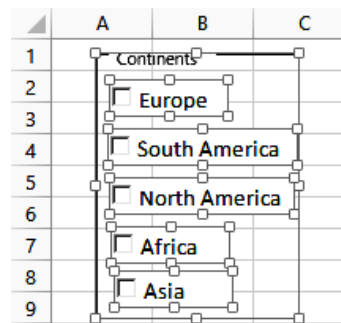 A B C
1 Continents
2 Europe
3
4 South America
5 North America
6
7 Africa
8 Asia
9